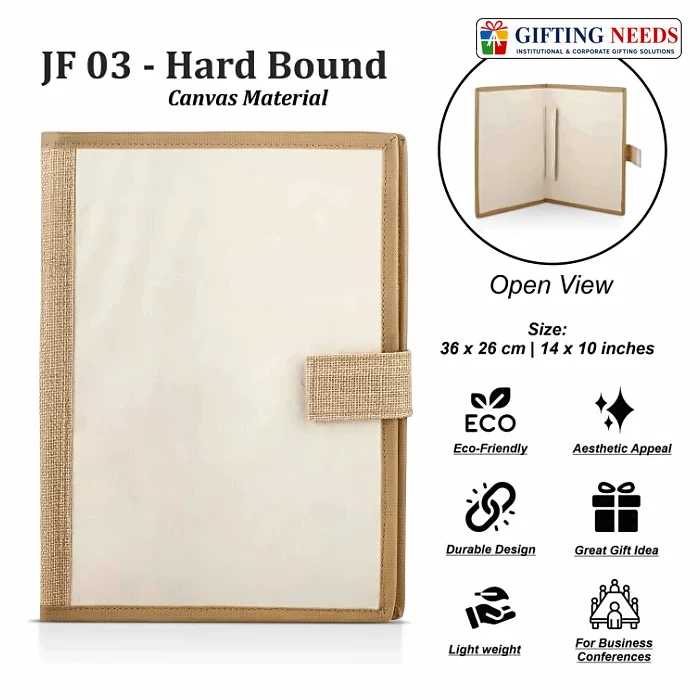 GIFTING NEEDS
INSTITUTIONAL & CORPORATE GIFTING SOLUTIONS
JF 03 - Hard Bound
Canvas Material
Open View
Size:
36 x 26 cm | 14 x 10 inches
ECO
Eco-Friendly
Aesthetic Appeal
Durable Design
Great Gift Idea
Light weight
For Business
Conferences